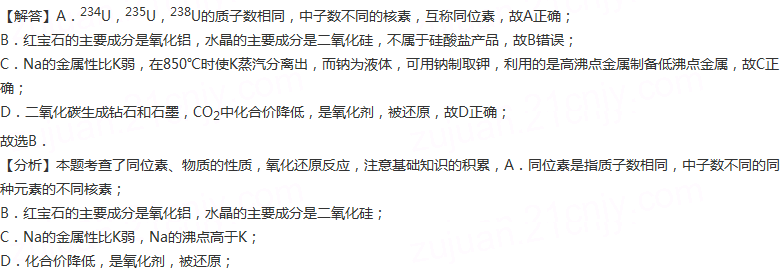 【解答】A．²³⁴U，²³⁵U，²³⁸U的质子数相同，中子数不同的核素，互称同位素，故A正确；
B．红宝石的主要成分是氧化铝，水晶的主要成分是二氧化硅，不属于硅酸盐产品，故B错误；
C．Na的金属性比K弱，在850℃时使K蒸汽分离出，而钠为液体，可用钠制取钾，利用的是高沸点金属制备低沸点金属，故C正
确；
D．二氧化碳生成钻石和石墨，CO₂中化合价降低，是氧化剂，被还原，故D正确；
故选B．
【分析】本题考查了同位素、物质的性质，氧化还原反应，注意基础知识的积累，A．同位素是指质子数相同，中子数不同的同
种元素的不同核素；
B．红宝石的主要成分是氧化铝，水晶的主要成分是二氧化硅；
C．Na的金属性比K弱，Na的沸点高于K；
D．化合价降低，是氧化剂，被还原；